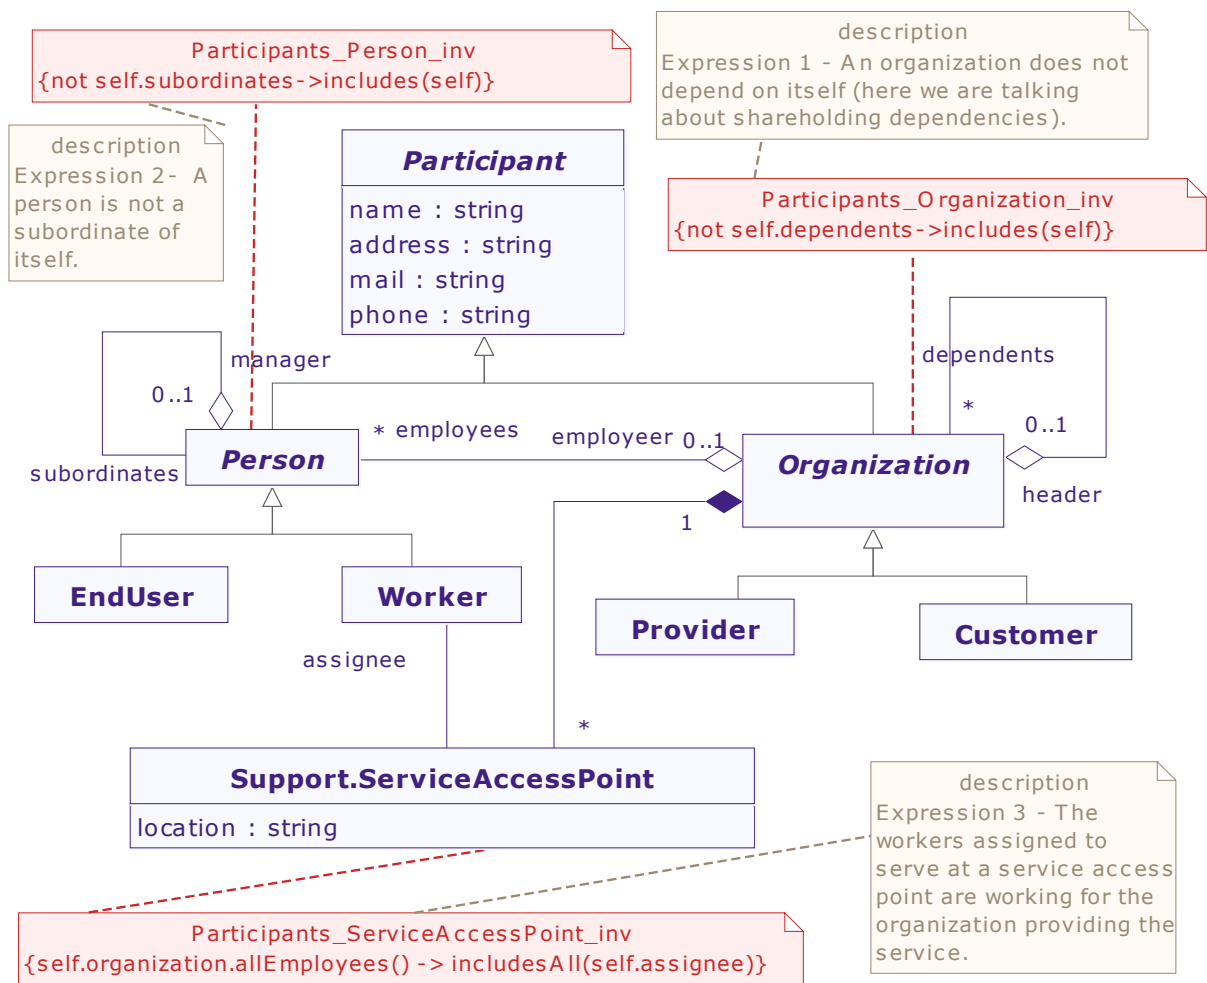 Participants_Person_inv
{not self.subordinates->includes(self)}
description
Expression 1 - An organization does not
depend on itself (here we are talking
about shareholding dependencies).
description
Expression 2- A
person is not a
subordinate of
itself.
Participant
name : string
address : string
mail : string
phone : string
Participants_Organization_inv
{not self.dependents->includes(self)}
manager
0..1
subordinates
Person
* employees
employeer 0..1
dependents
*
0..1
header
Organization
1
EndUser
Worker
Provider
Customer
assignee
*
Support.ServiceAccessPoint
location : string
description
Expression 3 - The
workers assigned to
serve at a service access
point are working for the
organization providing the
service.
Participants_ServiceAccessPoint_inv
{self.organization.allEmployees() -> includesAll(self.assignee)}